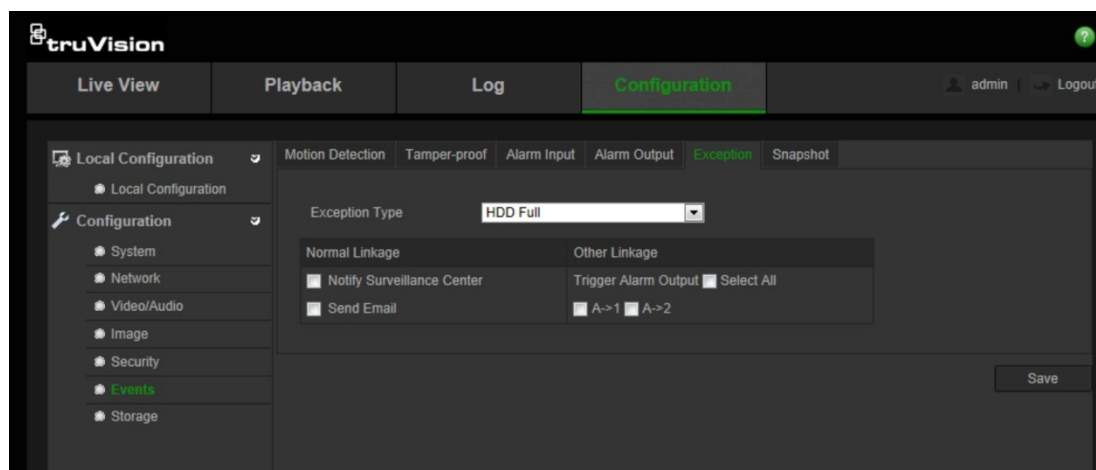 truVision
?
Live View Playback Log Configuration admin | Logout
Local Configuration
Local Configuration
Configuration
System
Network
Video/Audio
Image
Security
Events
Storage
Motion Detection Tamper-proof Alarm Input Alarm Output Exception Snapshot
Exception Type HDD Full
Normal Linkage Other Linkage
Notify Surveillance Center Trigger Alarm Output Select All
Send Email A->1 A->2
Save